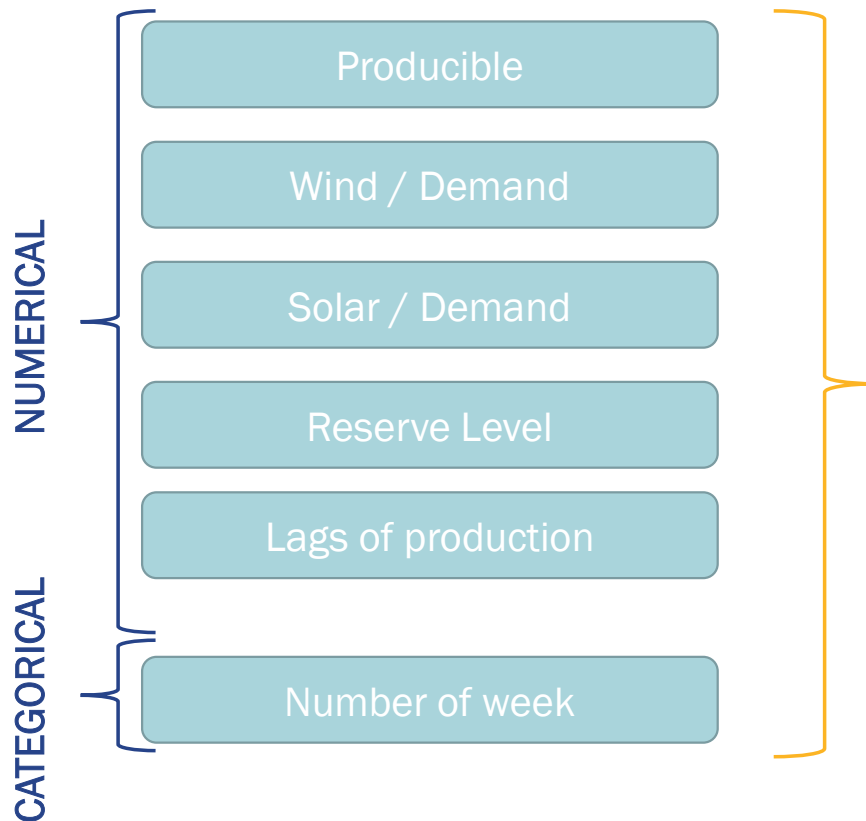 NUMERICAL
Producible
Wind / Demand
Solar / Demand
Reserve Level
Lags of production
CATEGORICAL
Number of week